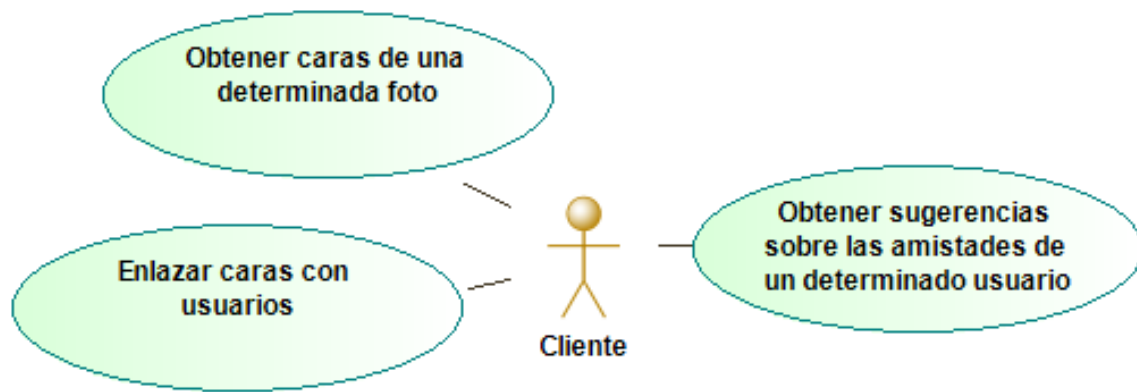 Obtener caras de una
determinada foto
Enlazar caras con
usuarios
Cliente
Obtener sugerencias
sobre las amistades de
un determinado usuario